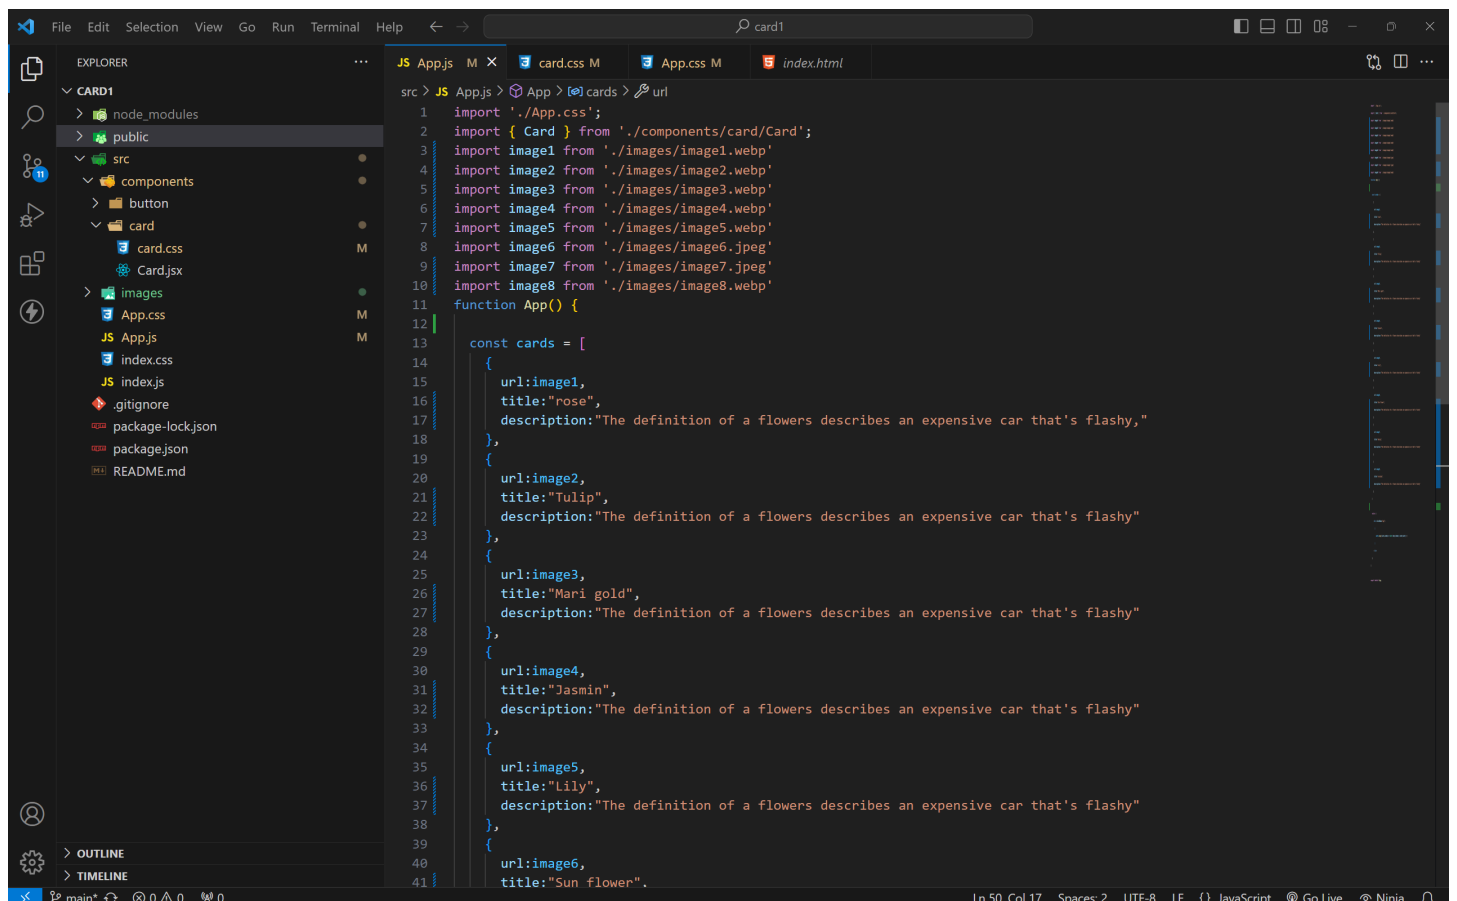 File Edit Selection View Go Run Terminal Help
card1
EXPLORER
CARD1
node_modules
public
src
components
button
card
card.css M
Card.jsx
images
App.css M
JS App.js M
index.css
JS index.js
.gitignore
package-lock.json
package.json
README.md
OUTLINE
TIMELINE
11
JS App.js M
card.css M
App.css M
index.html
src > JS App.js > App > cards > url
1 import './App.css';
2 import { Card } from './components/card/Card';
3 import image1 from './images/image1.webp'
4 import image2 from './images/image2.webp'
5 import image3 from './images/image3.webp'
6 import image4 from './images/image4.webp'
7 import image5 from './images/image5.webp'
8 import image6 from './images/image6.jpeg'
9 import image7 from './images/image7.jpeg'
10 import image8 from './images/image8.webp'
11 function App() {
12
13 const cards = [
14 {
15 url:image1,
16 title:"rose",
17 description:"The definition of a flowers describes an expensive car that's flashy,"
18 },
19 {
20 url:image2,
21 title:"Tulip",
22 description:"The definition of a flowers describes an expensive car that's flashy"
23 },
24 {
25 url:image3,
26 title:"Mari gold",
27 description:"The definition of a flowers describes an expensive car that's flashy"
28 },
29 {
30 url:image4,
31 title:"Jasmin",
32 description:"The definition of a flowers describes an expensive car that's flashy"
33 },
34 {
35 url:image5,
36 title:"Lily",
37 description:"The definition of a flowers describes an expensive car that's flashy"
38 },
39 {
40 url:image6,
41 title:"Sun flower",
main* 0 0 0
Ln 50, Col 17 Spaces: 2 UTF-8 LF {} JavaScript Go Live Ninja